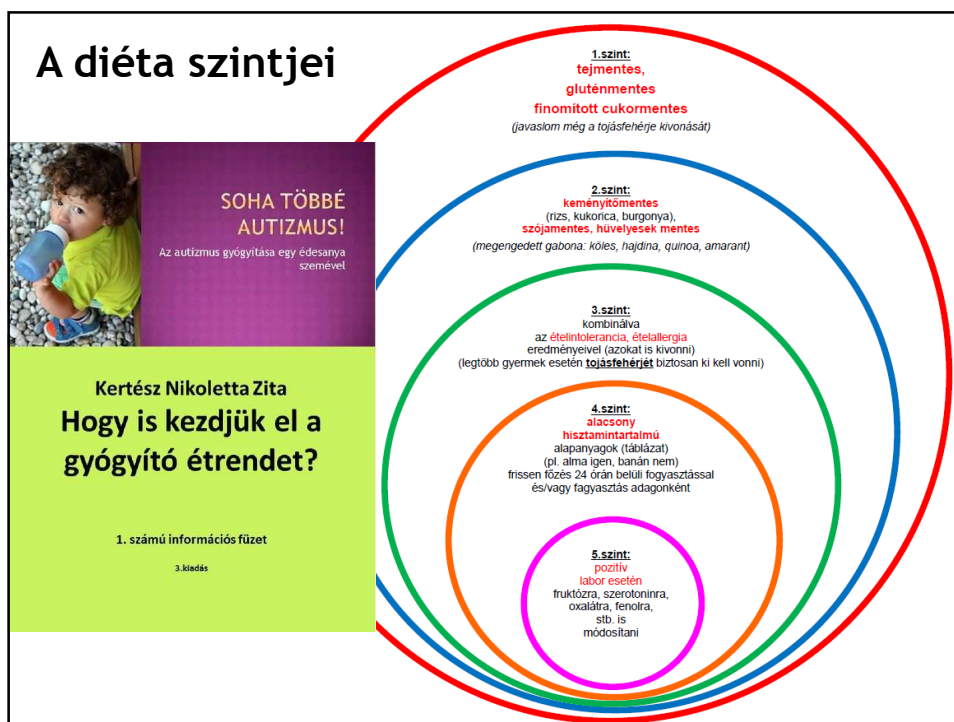 A diéta szintjei
SOHA TÖBBÉ
AUTIZMUS!
Az autizmus gyógyítása egy édesanya
szemével
Kertész Nikoletta Zita
Hogy is kezdjük el a
gyógyító étrendet?
1. számú információs füzet
3.kiadás
1.szint:
tejmentes,
gluténmentes
finomított cukormentes
(javaslom még a tojásfehérje kivonását)
2.szint:
keményítőmentes
(rizs, kukorica, burgonya),
szójamentes, hüvelyesek mentes
(megengedett gabona: köles, hajdina, quinoa, amarant)
3.szint:
kombinálva
az ételintolerancia, ételallergia
eredményeivel (azokat is kivonni)
(legtöbb gyermek esetén tojásfehérjét biztosan ki kell vonni)
4.szint:
alacsony
hisztamintartalmú
alapanyagok (táblázat)
(pl. alma igen, banán nem)
frissen főzés 24 órán belüli fogyasztással
és/vagy fagyasztás adagonként
5.szint:
pozitív
labor esetén
fruktózra, szerotoninra,
oxalátra, fenolra,
stb. is
módosítani